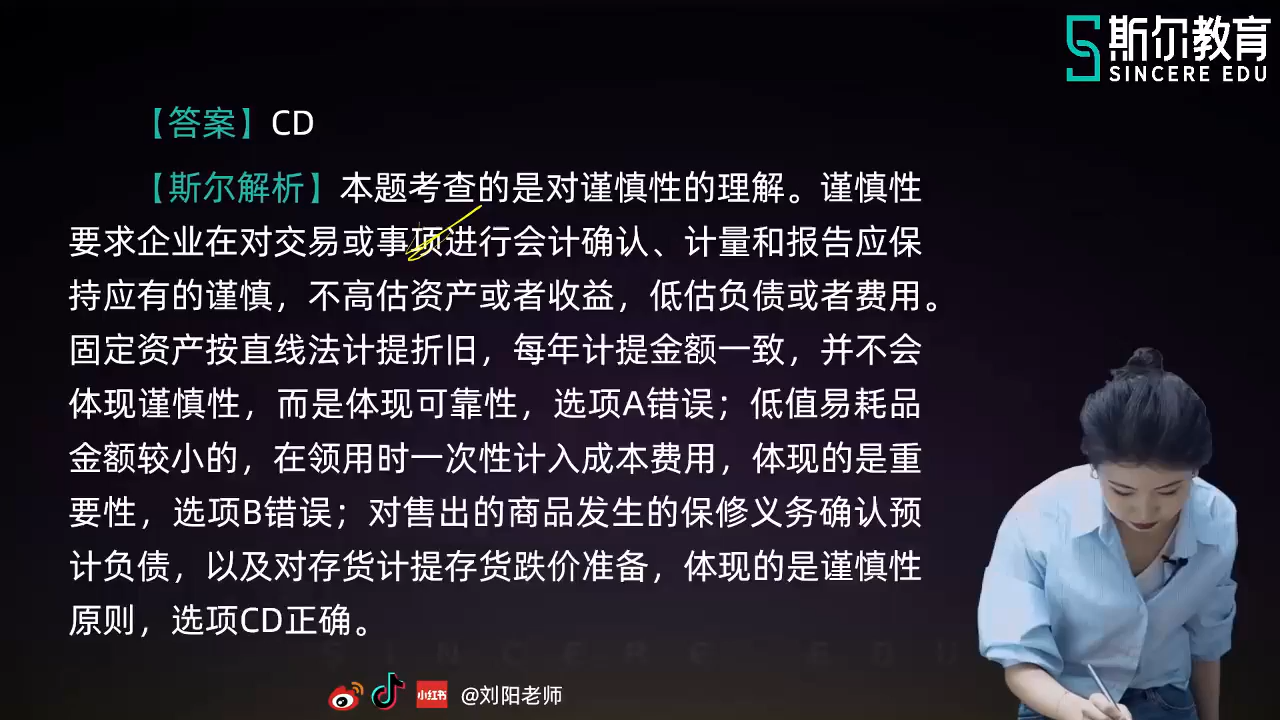 斯尔教育
SINCERE EDU
【答案】CD
【斯尔解析】本题考查的是对谨慎性的理解。谨慎性
要求企业在对交易或事项进行会计确认、计量和报告应保
持应有的谨慎，不高估资产或者收益，低估负债或者费用。
固定资产按直线法计提折旧，每年计提金额一致，并不会
体现谨慎性，而是体现可靠性，选项A错误；低值易耗品
金额较小的，在领用时一次性计入成本费用，体现的是重
要性，选项B错误；对售出的商品发生的保修义务确认预
计负债，以及对存货计提存货跌价准备，体现的是谨慎性
原则，选项CD正确。
SINCERE EDU
小红书 @刘阳老师